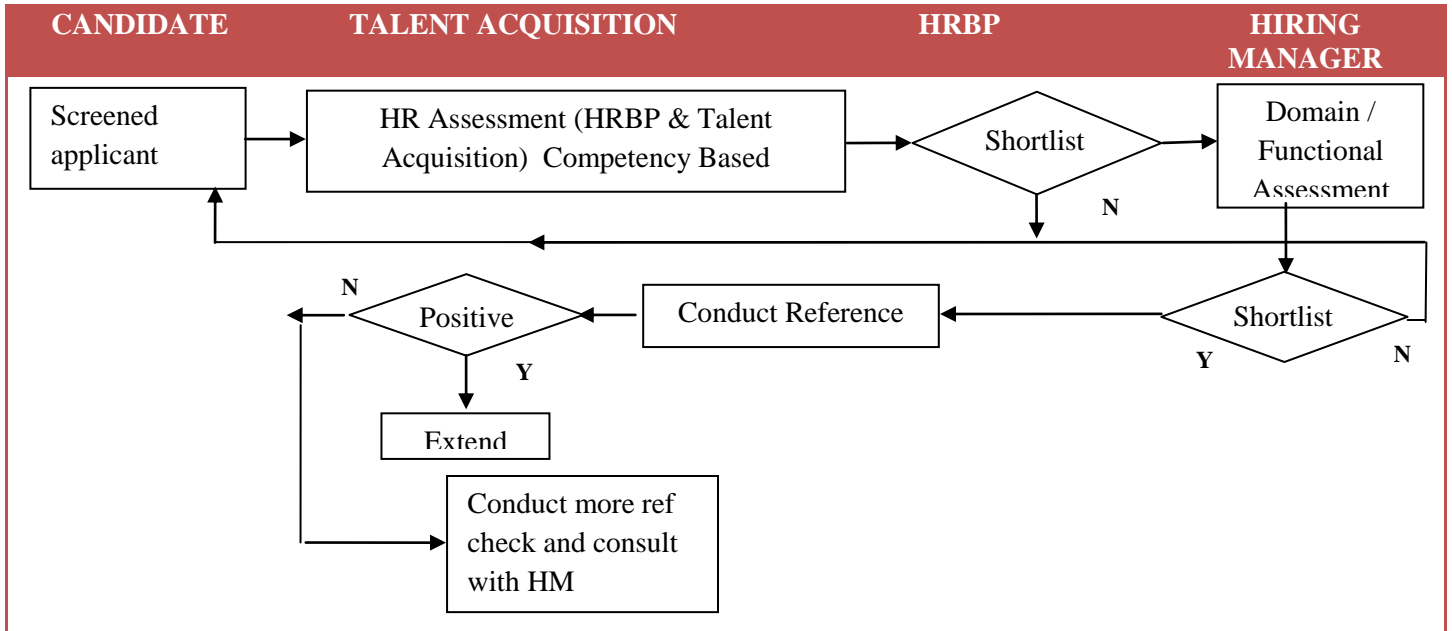 CANDIDATE
TALENT ACQUISITION
HRBP
HIRING
MANAGER
Screened
applicant
HR Assessment (HRBP & Talent
Acquisition) Competency Based
Shortlist
N
Domain /
Functional
Assessment
N
Positive
Y
Conduct Reference
Shortlist
Y
N
Extend
Conduct more ref
check and consult
with HM